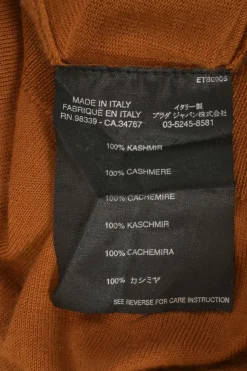 ET8C00S
MADE IN ITALY
FABRIQUÉ EN ITALY
RN.98339 - CA.34767
イタリー製
プラダ ジャパン株式会社
03-5245-8581
100% KASHMIR
100% CASHMERE
100% CACHEMIRE
100% KASCHMIR
100% CACHEMIRA
100% カシミヤ
SEE REVERSE FOR CARE INSTRUCTION